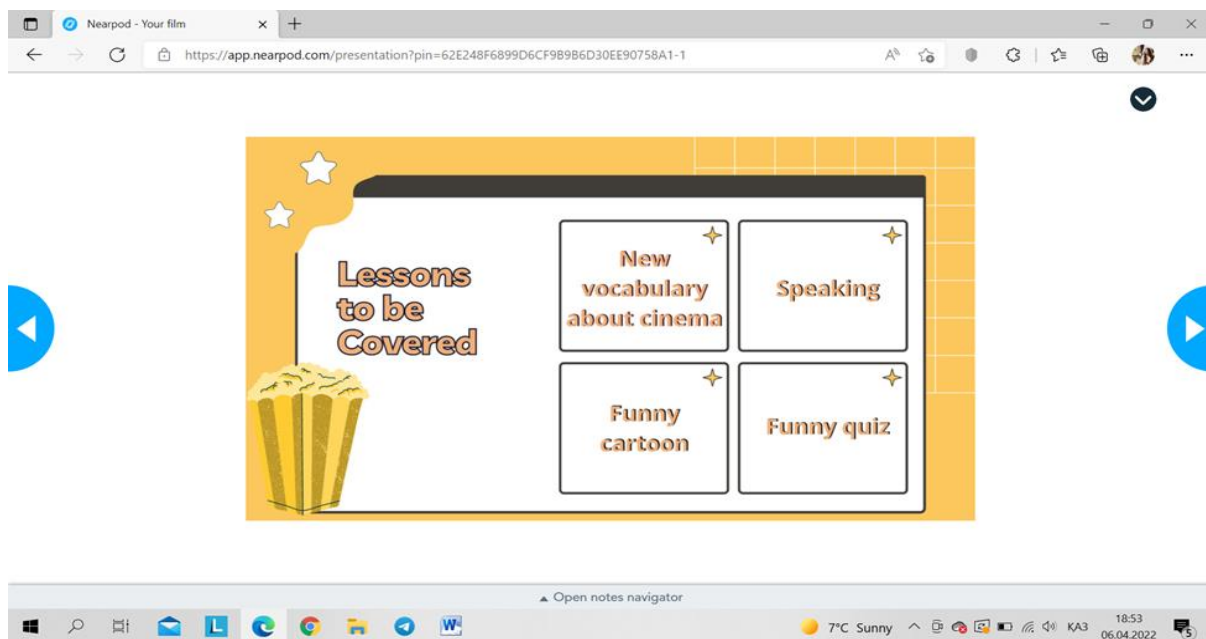 Nearpod - Your film
https://app.nearpod.com/presentation?pin=62E248F6899D6CF9B9B6D30EE90758A1-1
Lessons
to be
Covered
New
vocabulary
about cinema
Speaking
Funny
cartoon
Funny quiz
Open notes navigator
7°C Sunny
ҚАЗ
18:53
06.04.2022